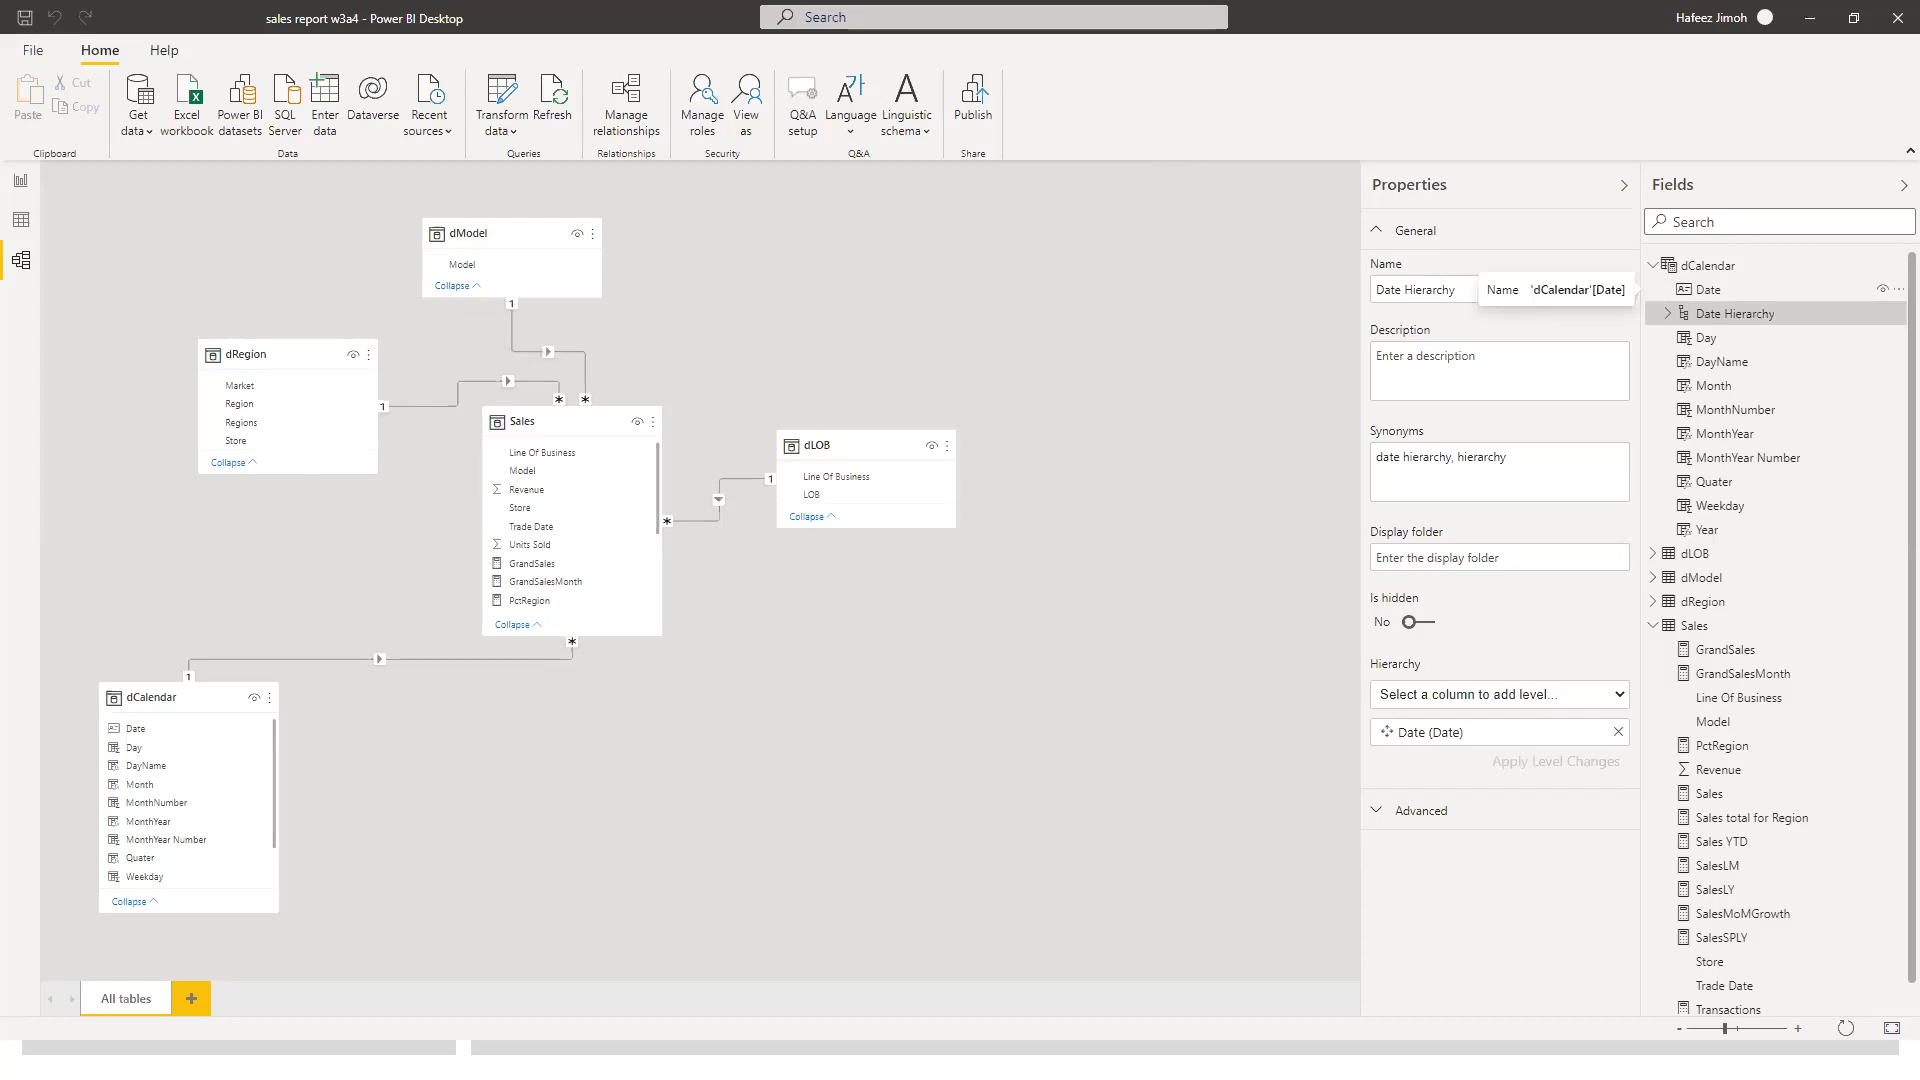 sales report w3a4 - Power BI Desktop
Search
Hafeez Jimoh
File
Home
Help
Paste
Cut
Copy
Clipboard
Get data
Excel workbook
Power BI datasets
SQL Server
Enter data
Dataverse
Recent sources
Data
Transform data
Refresh
Queries
Manage relationships
Relationships
Manage roles
View as
Security
Q&A setup
Language
Linguistic schema
Q&A
Publish
Share
dModel
Model
Collapse
1
dRegion
Market
Region
Regions
Store
Collapse
1
*
*
Sales
Line Of Business
Model
Revenue
Store
Trade Date
Units Sold
GrandSales
GrandSalesMonth
PctRegion
Collapse
*
*
dLOB
Line Of Business
LOB
Collapse
1
1
dCalendar
Date
Day
DayName
Month
MonthNumber
MonthYear
MonthYear Number
Quater
Weekday
Collapse
All tables
Properties
General
Name
Date Hierarchy
Name 'dCalendar'[Date]
Description
Enter a description
Synonyms
date hierarchy, hierarchy
Display folder
Enter the display folder
Is hidden
No
Hierarchy
Select a column to add level...
Date (Date)
Apply Level Changes
Advanced
Fields
Search
dCalendar
Date
Date Hierarchy
Day
DayName
Month
MonthNumber
MonthYear
MonthYear Number
Quater
Weekday
Year
dLOB
dModel
dRegion
Sales
GrandSales
GrandSalesMonth
Line Of Business
Model
PctRegion
Revenue
Sales
Sales total for Region
Sales YTD
SalesLM
SalesLY
SalesMoMGrowth
SalesSPLY
Store
Trade Date
Transactions